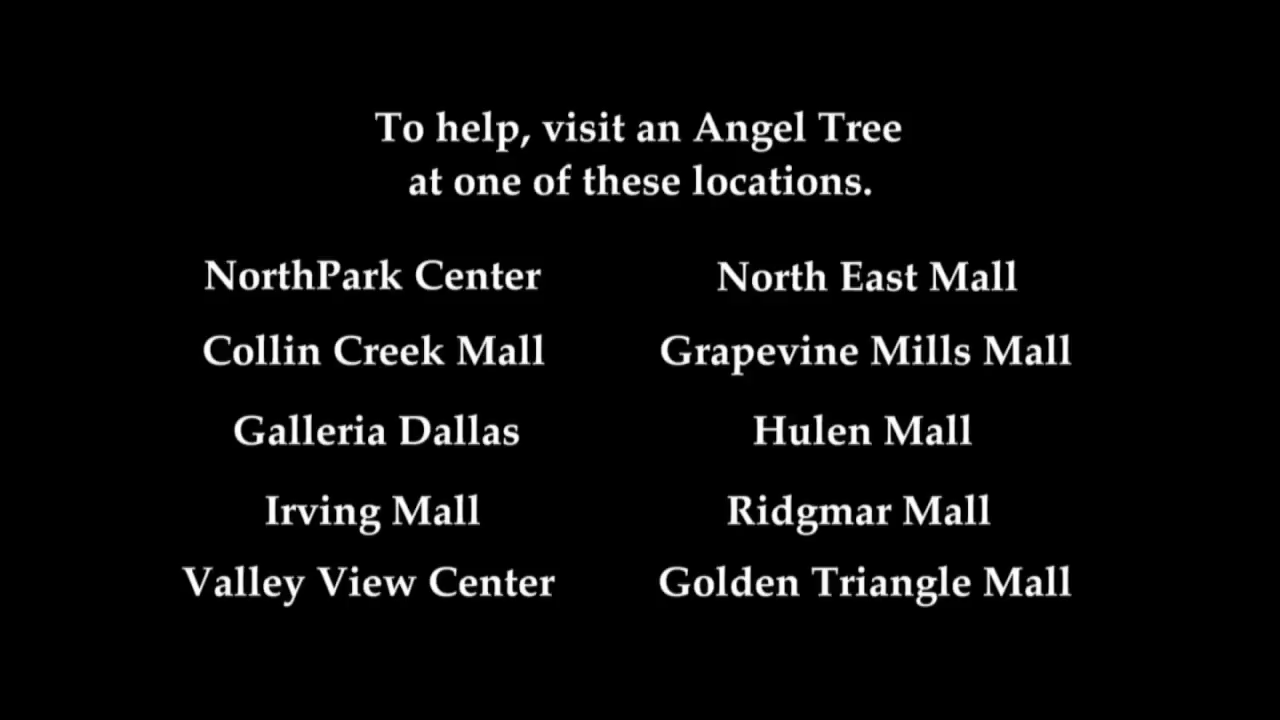 To help, visit an Angel Tree
at one of these locations.
NorthPark Center
North East Mall
Collin Creek Mall
Grapevine Mills Mall
Galleria Dallas
Hulen Mall
Irving Mall
Ridgmar Mall
Valley View Center
Golden Triangle Mall